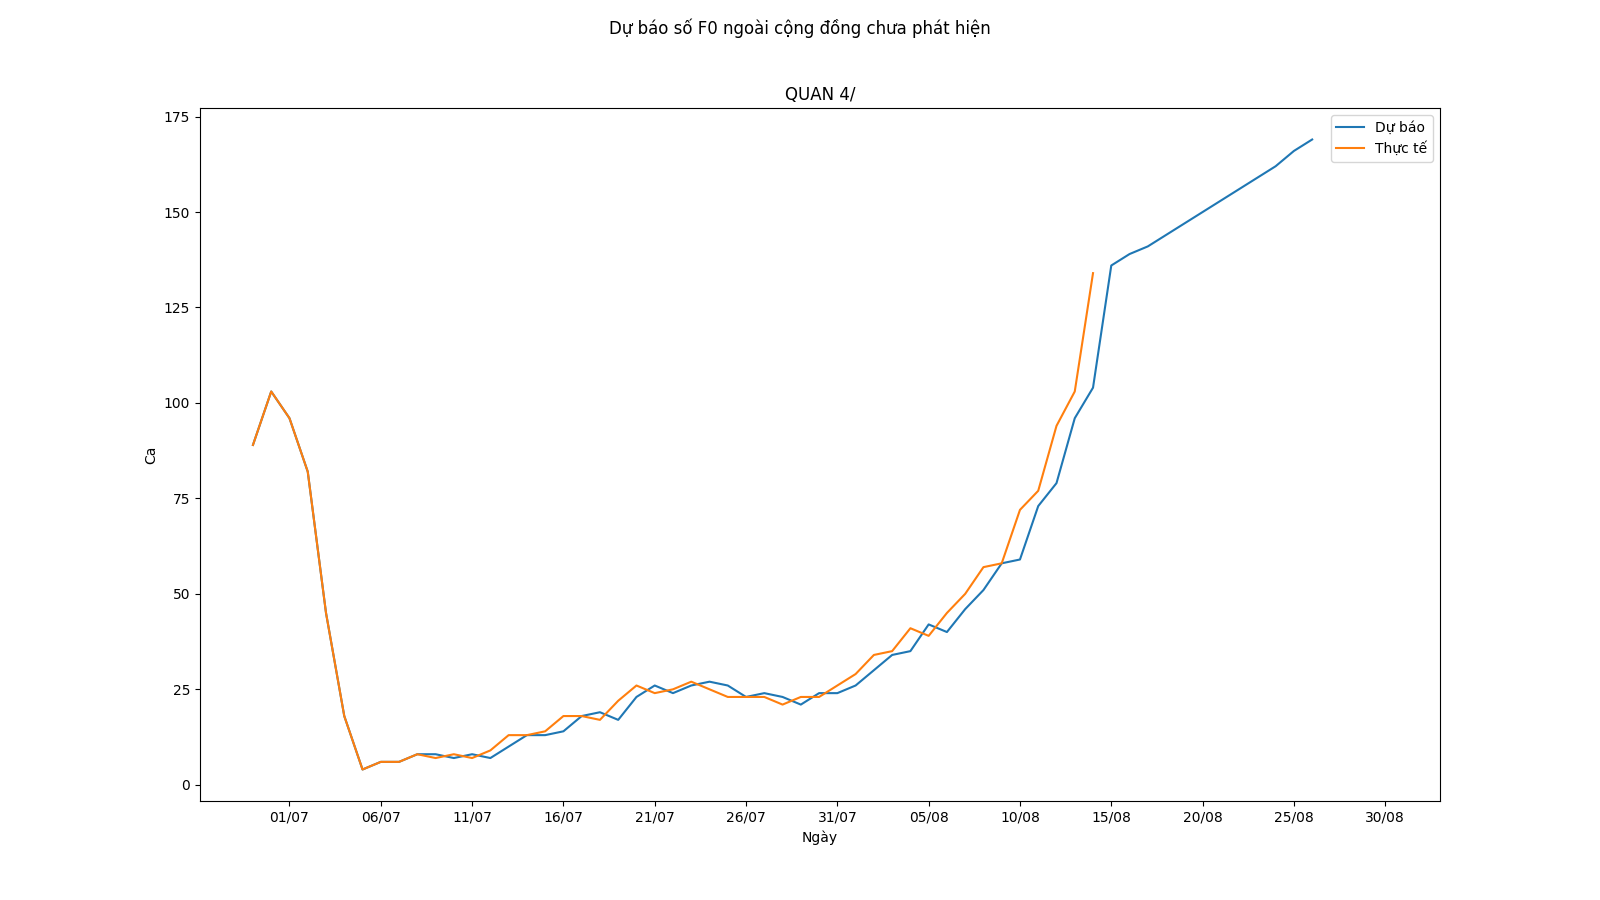 Dự báo số F0 ngoài cộng đồng chưa phát hiện
QUAN 4/
175
150
125
100
75
50
25
0
Ca
Dự báo
Thực tế
01/07 06/07 11/07 16/07 21/07 26/07 31/07 05/08 10/08 15/08 20/08 25/08 30/08
Ngày